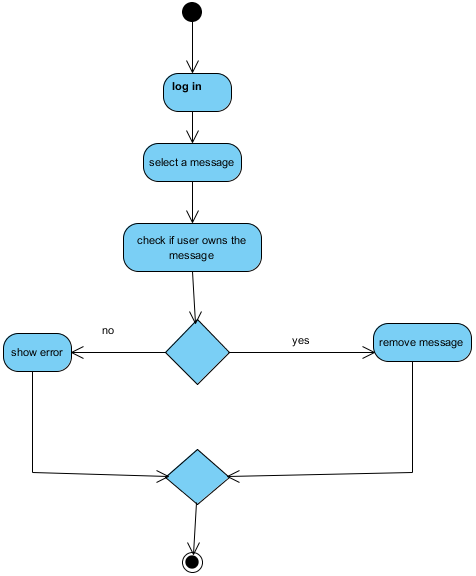 log in
select a message
check if user owns the
message
no
yes
show error
remove message